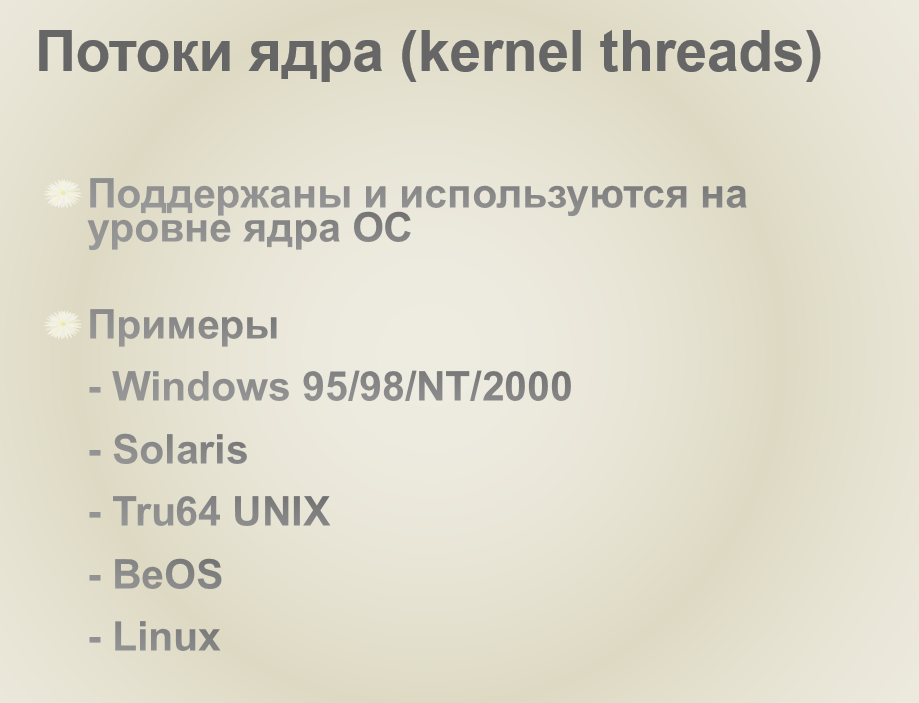 Потоки ядра (kernel threads)
Поддержаны и используются на
уровне ядра ОС
Примеры
- Windows 95/98/NT/2000
- Solaris
- Tru64 UNIX
- BeOS
- Linux